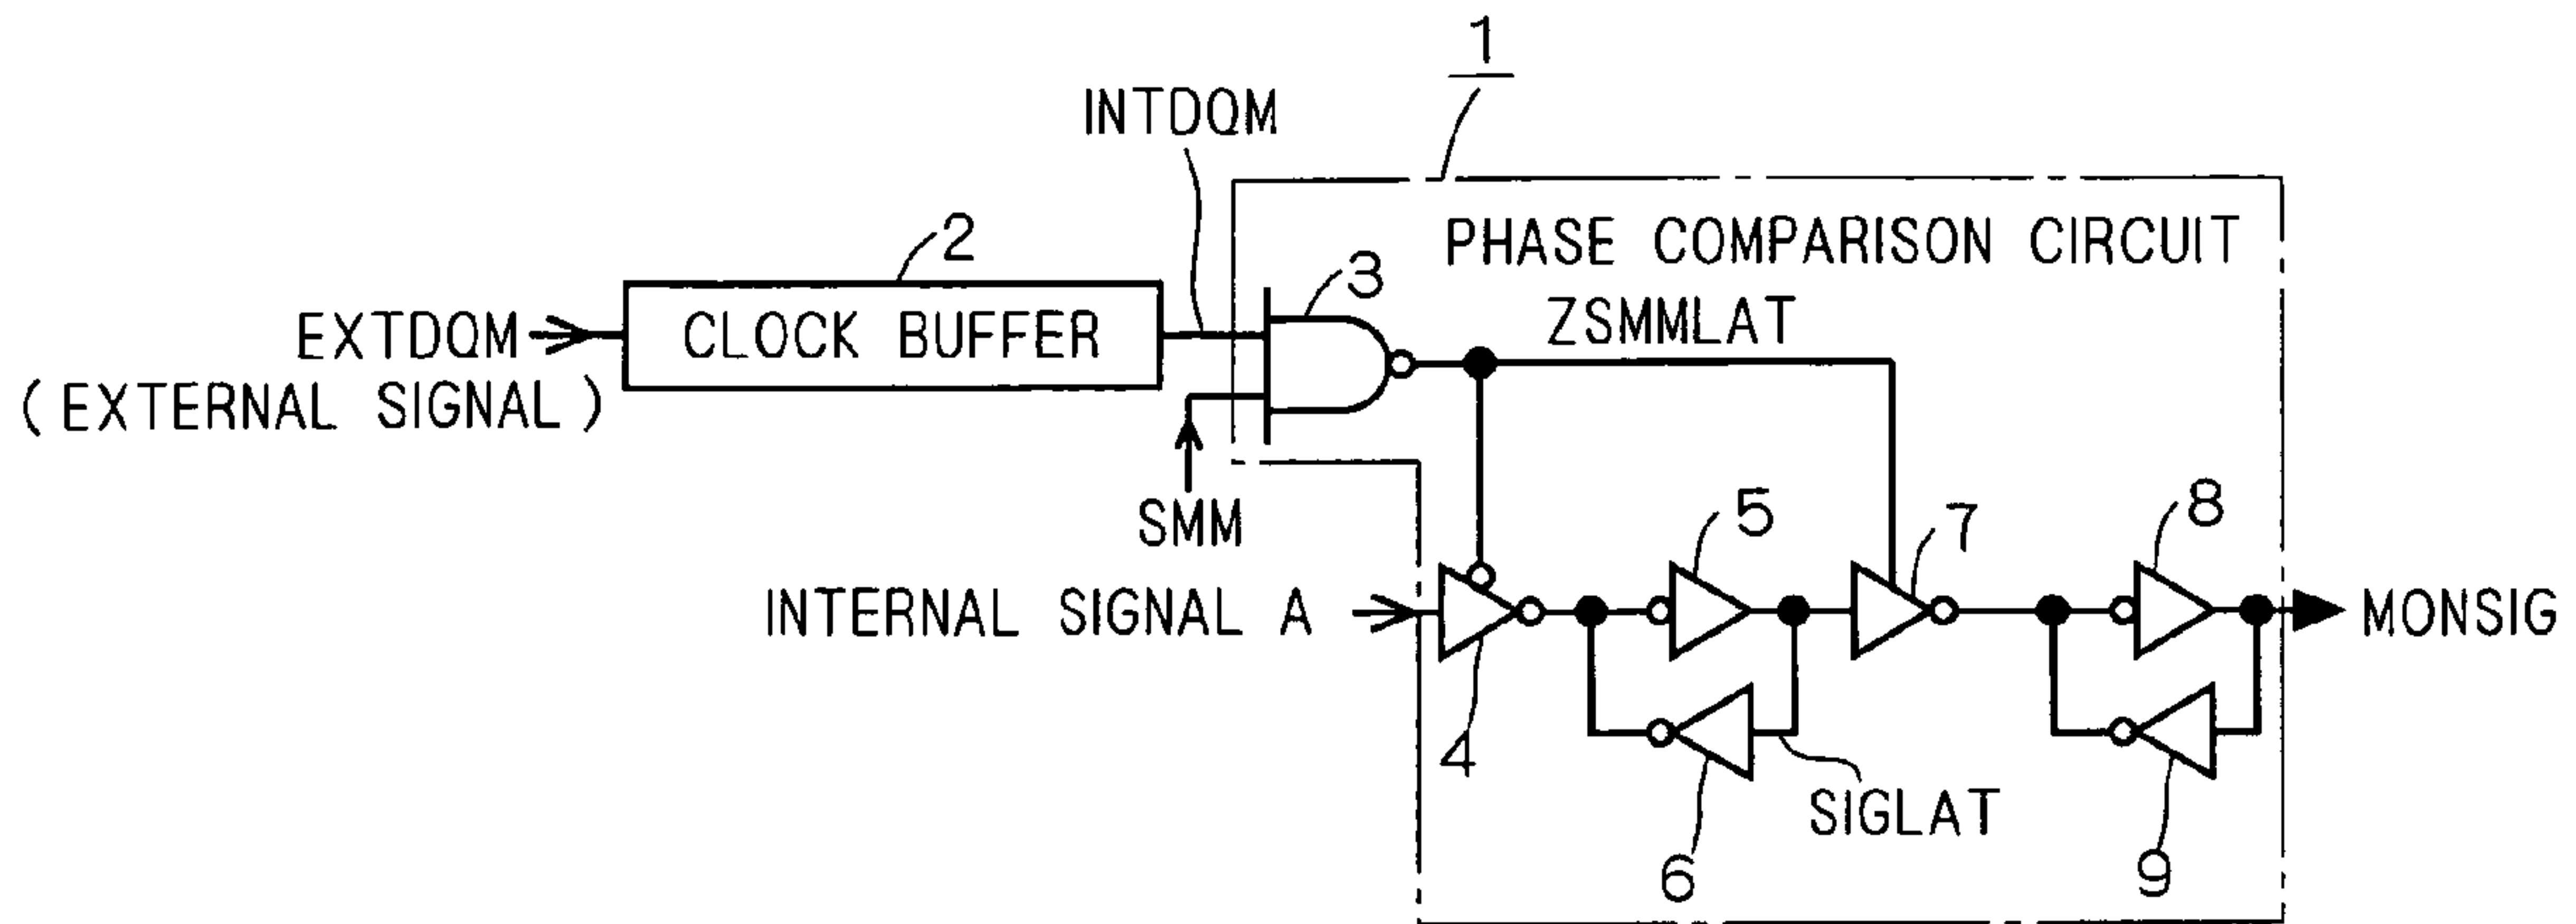 1
INTDQM
PHASE COMPARISON CIRCUIT
2
3
ZSMMLAT
EXTDQM
CLOCK BUFFER
(EXTERNAL SIGNAL)
SMM
5
7
8
INTERNAL SIGNAL A
MONSIG
4
SIGLAT
6
9